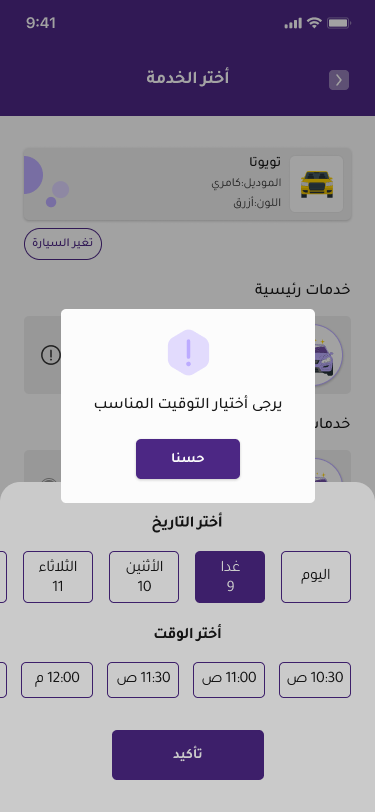 9:41
أختر الخدمة
تويوتا
الموديل:كامري
اللون:أزرق
تغير السيارة
خدمات رئيسية
يرجى أختيار التوقيت المناسب
حسنا
أختر التاريخ
اليوم
غدا
9
الأثنين
10
الثلاثاء
11
أختر الوقت
10:30 ص
11:00 ص
11:30 ص
12:00 م
تأكيد